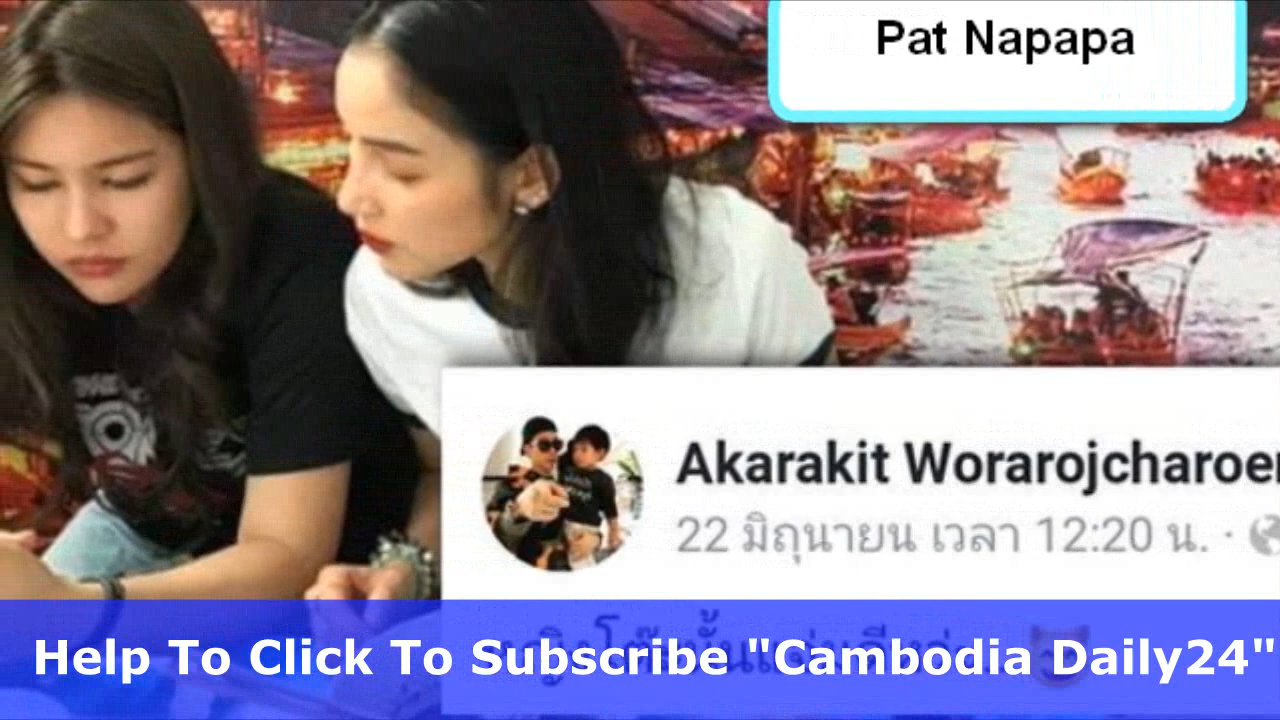 Pat Napapa
Akarakit Worarojcharoen
22 มิถุนายน เวลา 12:20 น. ·
Help To Click To Subscribe "Cambodia Daily24"